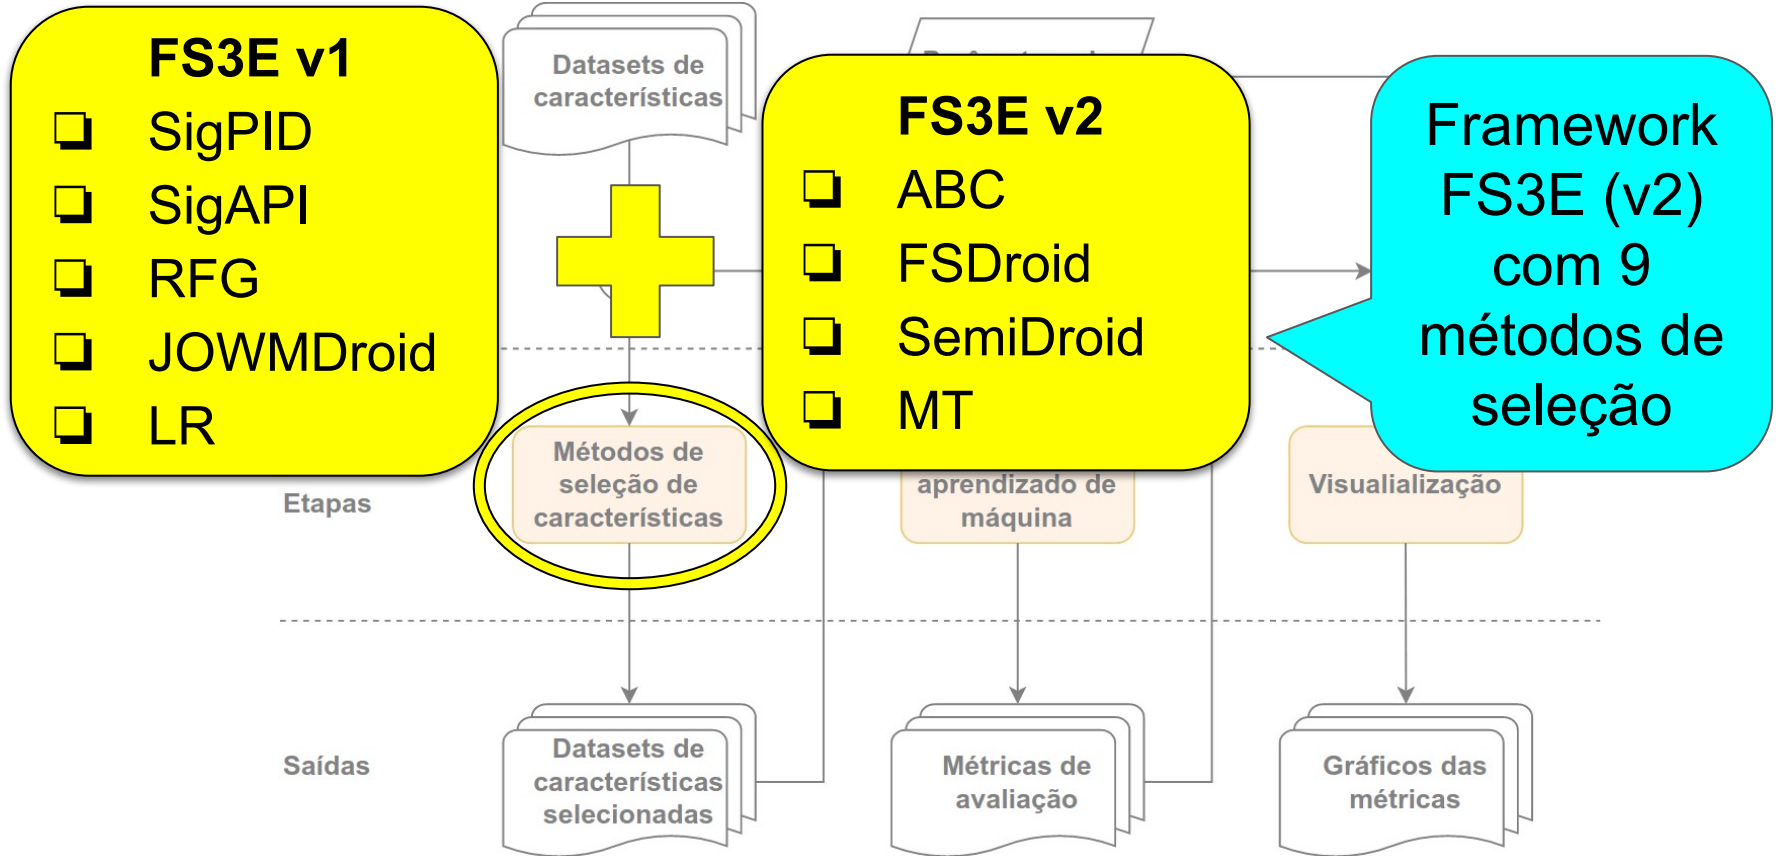 FS3E v1
❏ SigPID
❏ SigAPI
❏ RFG
❏ JOWMDroid
❏ LR
Datasets de
características
FS3E v2
❏ ABC
❏ FSDroid
❏ SemiDroid
❏ MT
Framework
FS3E (v2)
com 9
métodos de
seleção
Etapas
Métodos de
seleção de
características
aprendizado de
máquina
Visualialização
Saídas
Datasets de
características
selecionadas
Métricas de
avaliação
Gráficos das
métricas